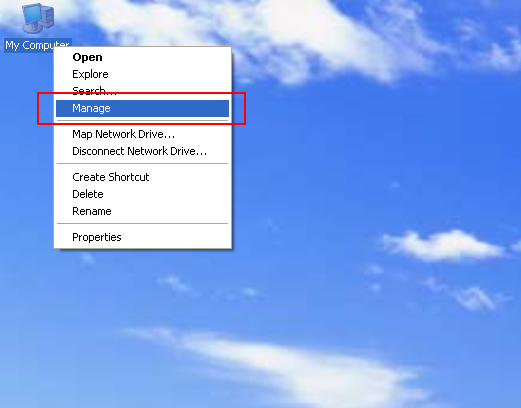 My Computer
Open
Explore
Search...
Manage
Map Network Drive...
Disconnect Network Drive...
Create Shortcut
Delete
Rename
Properties